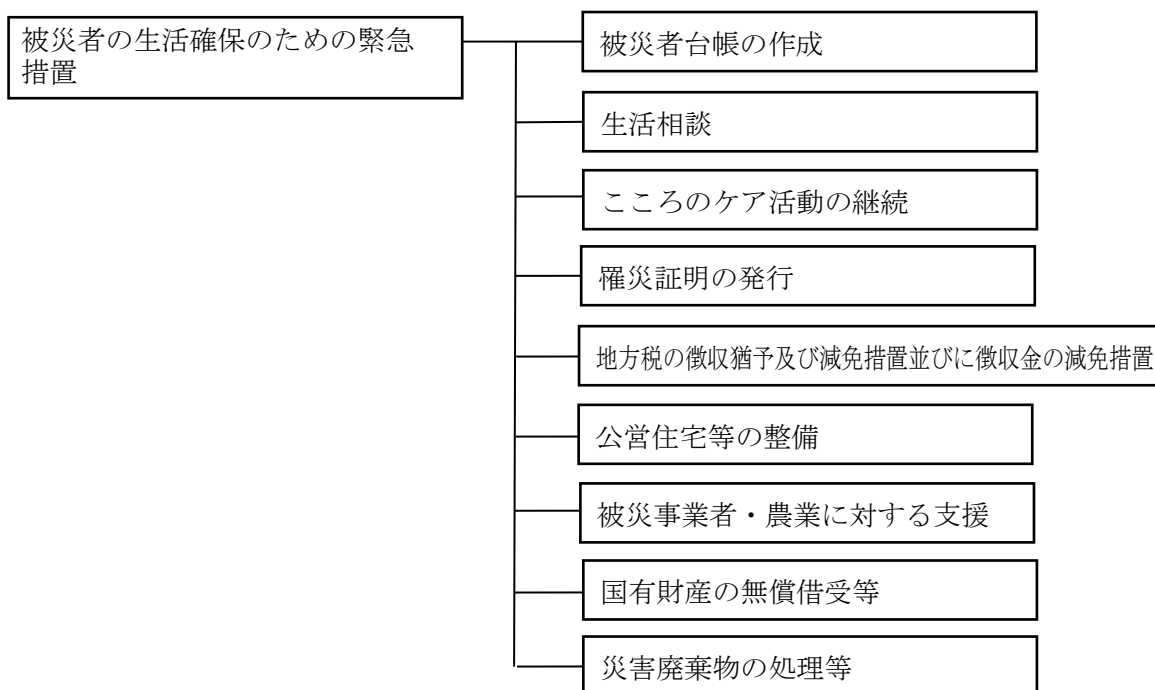 被災者の生活確保のための緊急
措置
被災者台帳の作成
生活相談
こころのケア活動の継続
罹災証明の発行
地方税の徴収猶予及び減免措置並びに徴収金の減免措置
公営住宅等の整備
被災事業者・農業に対する支援
国有財産の無償借受等
災害廃棄物の処理等